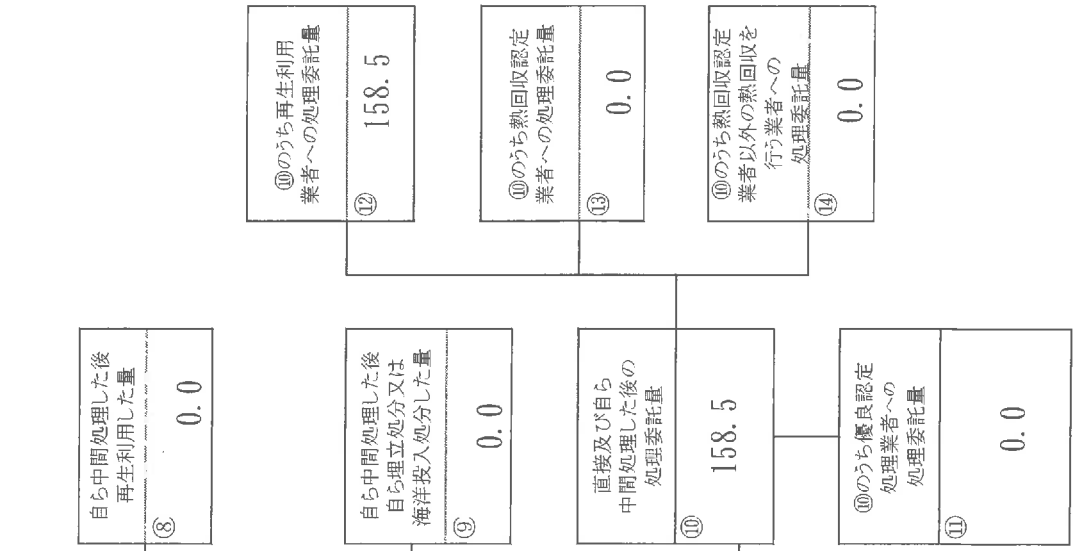 自ら中間処理した後
再生利用した量
⑧
0.0
自ら中間処理した後
自ら埋立処分又は
海洋投入処分した量
⑨
0.0
直接及び自ら
中間処理した後の
処理委託量
⑩
158.5
⑩のうち優良認定
処理業者への
処理委託量
⑪
0.0
⑩のうち再生利用
業者への処理委託量
⑫
158.5
⑩のうち熱回収認定
業者への処理委託量
⑬
0.0
⑩のうち熱回収認定
業者以外の熱回収を
行う業者への
処理委託量
⑭
0.0